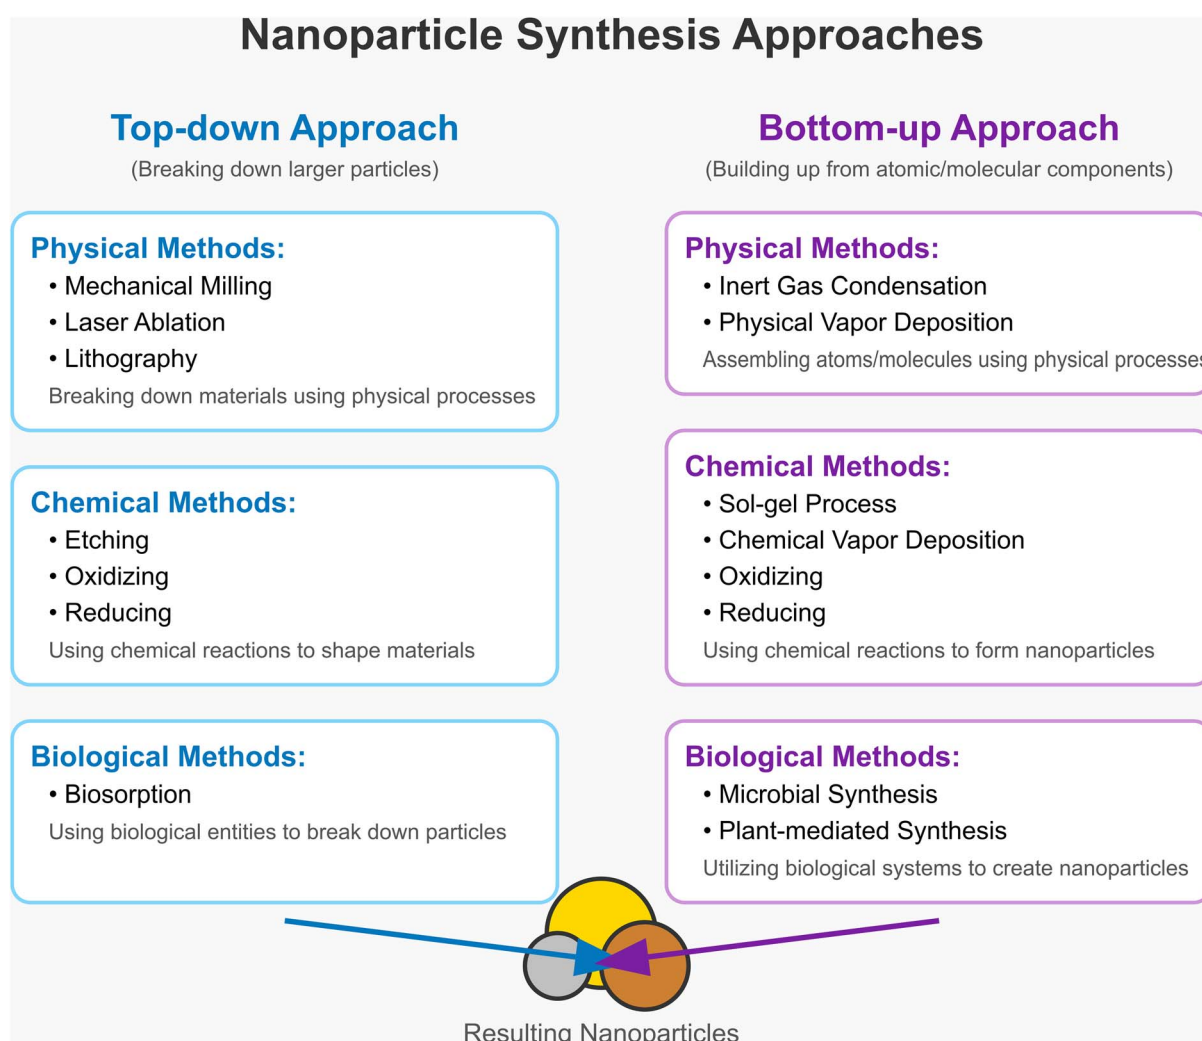 Nanoparticle Synthesis Approaches
Top-down Approach
(Breaking down larger particles)
Physical Methods:
• Mechanical Milling
• Laser Ablation
• Lithography
Breaking down materials using physical processes
Chemical Methods:
• Etching
• Oxidizing
• Reducing
Using chemical reactions to shape materials
Biological Methods:
• Biosorption
Using biological entities to break down particles
Bottom-up Approach
(Building up from atomic/molecular components)
Physical Methods:
• Inert Gas Condensation
• Physical Vapor Deposition
Assembling atoms/molecules using physical processes
Chemical Methods:
• Sol-gel Process
• Chemical Vapor Deposition
• Oxidizing
• Reducing
Using chemical reactions to form nanoparticles
Biological Methods:
• Microbial Synthesis
• Plant-mediated Synthesis
Utilizing biological systems to create nanoparticles
Resulting Nanoparticles